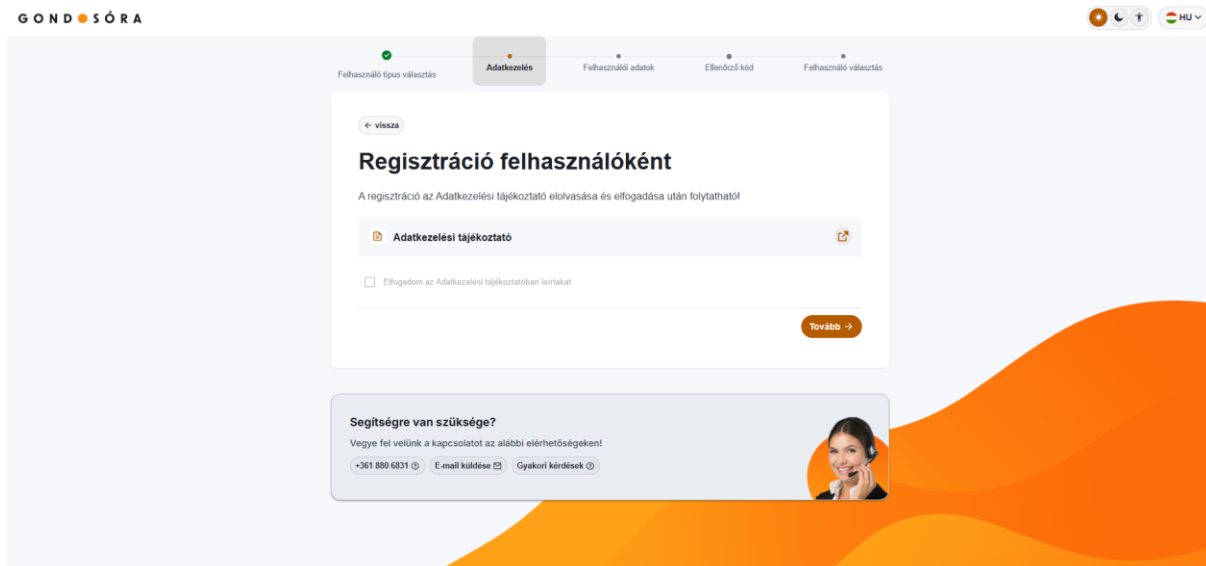 GONDOSÓRA
HU
Felhasználó típus választás
Adatkezelés
Felhasználói adatok
Ellenőrző kód
Felhasználó választás
← vissza
Regisztráció felhasználóként
A regisztráció az Adatkezelési tájékoztató elolvasása és elfogadása után folytatható!
Adatkezelési tájékoztató
Elfogadom az Adatkezelési tájékoztatóban leírtakat
Tovább →
Segítségre van szüksége?
Vegye fel velünk a kapcsolatot az alábbi elérhetőségeken!
+361 880 6831
E-mail küldése
Gyakori kérdések